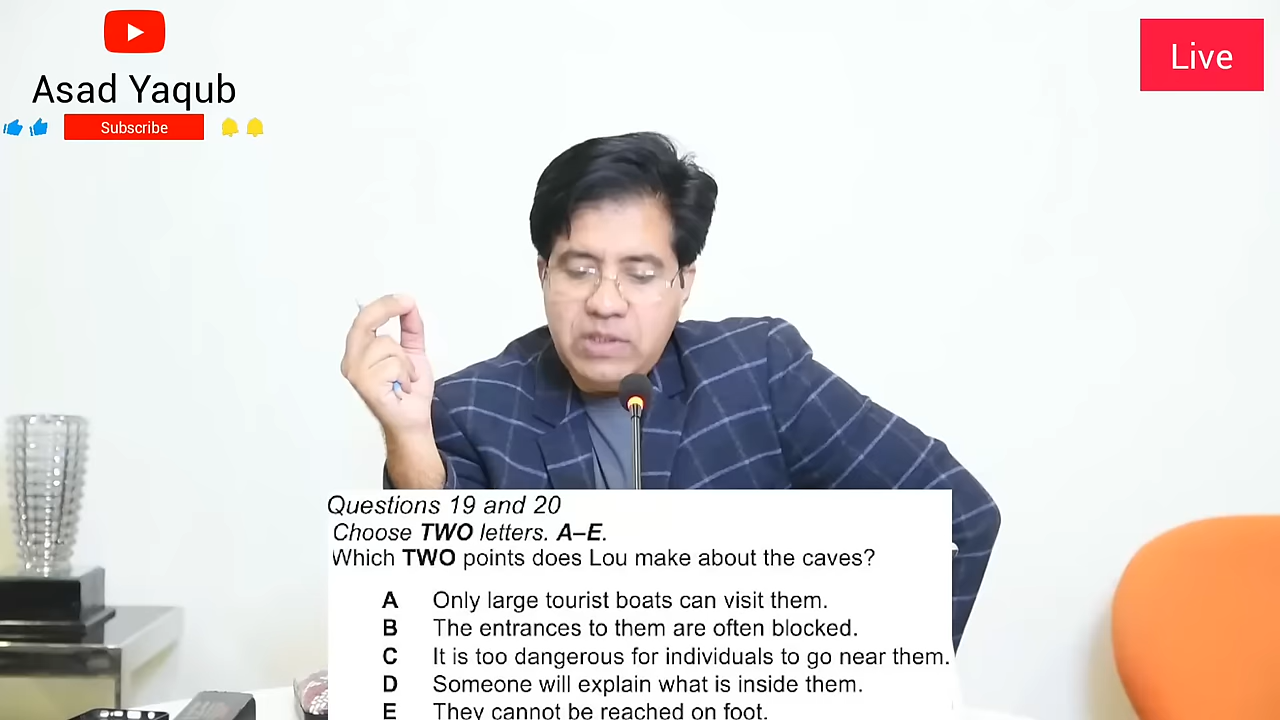 Asad Yaqub
Subscribe
Live
Questions 19 and 20
Choose TWO letters. A–E.
Which TWO points does Lou make about the caves?
A Only large tourist boats can visit them.
B The entrances to them are often blocked.
C It is too dangerous for individuals to go near them.
D Someone will explain what is inside them.
E They cannot be reached on foot.